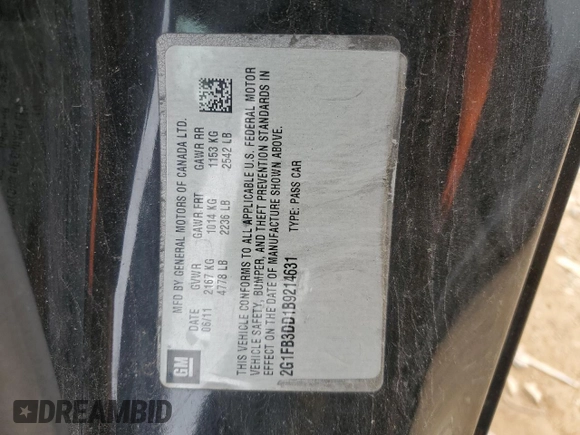 MFD BY GENERAL MOTORS OF CANADA LTD.
DATE GVWR GAWR FRT GAWR RR
06/11 2167 KG 1014 KG 1153 KG
4778 LB 2236 LB 2542 LB
THIS VEHICLE CONFORMS TO ALL APPLICABLE U.S. FEDERAL MOTOR
VEHICLE SAFETY, BUMPER, AND THEFT PREVENTION STANDARDS IN
EFFECT ON THE DATE OF MANUFACTURE SHOWN ABOVE.
2G1FB3DD1B9214631 TYPE: PASS CAR
GM
DREAMBID